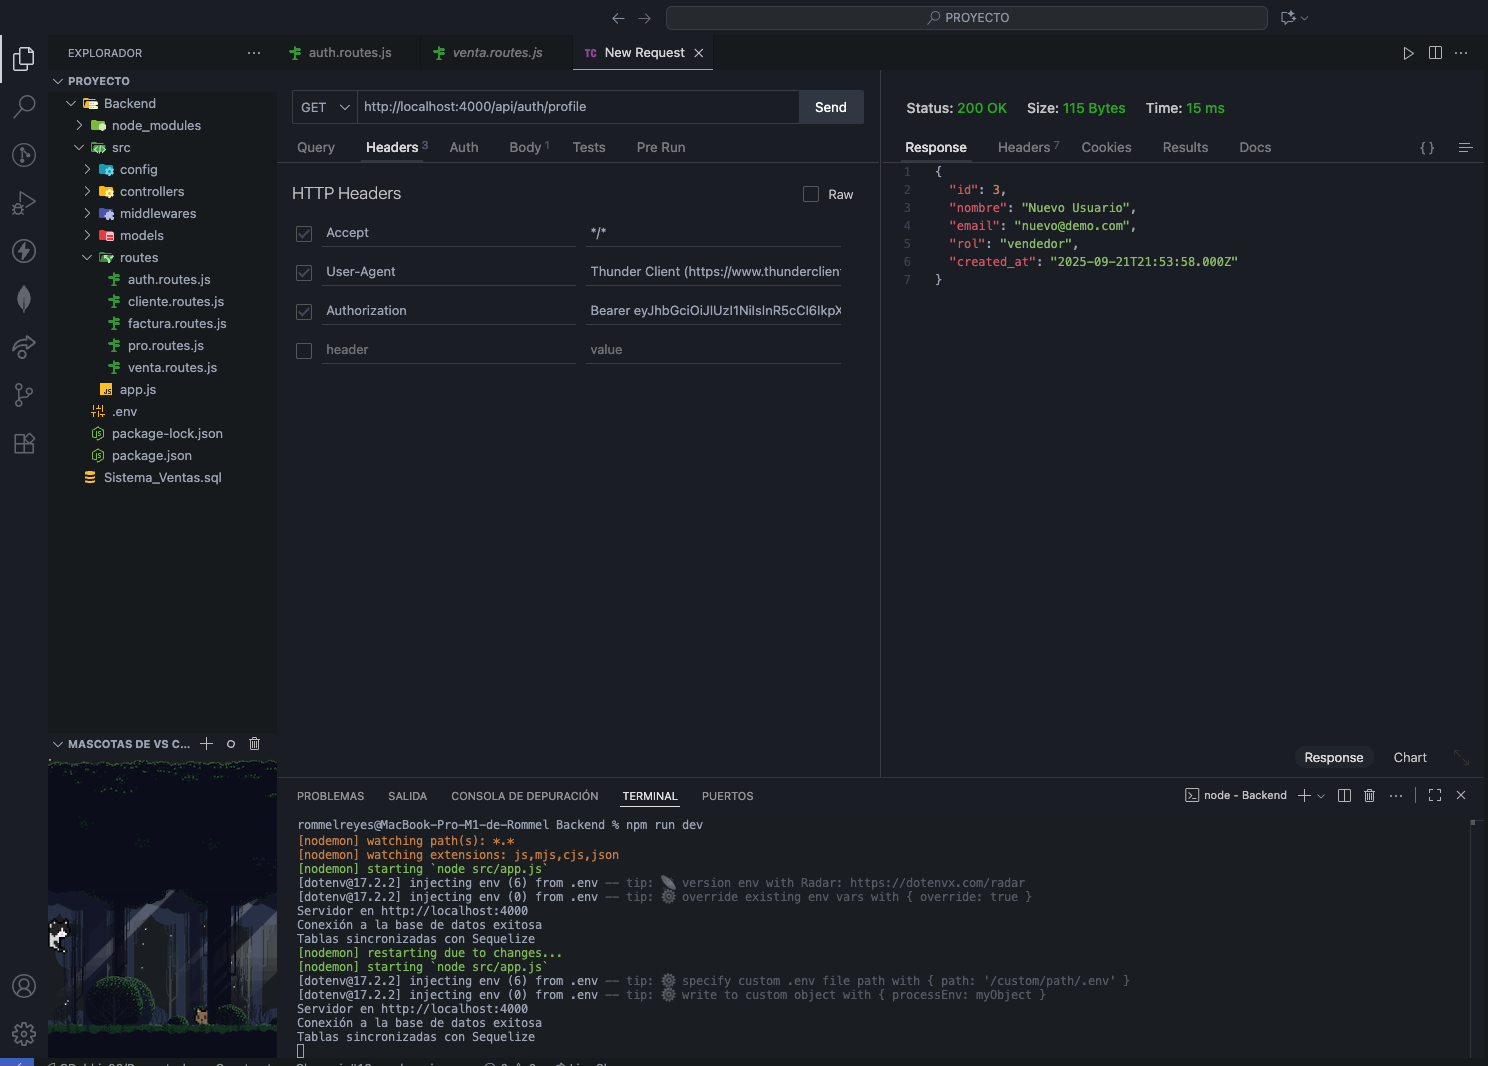 PROYECTO
EXPLORADOR
auth.routes.js
venta.routes.js
TC New Request
PROYECTO
Backend
node_modules
src
config
controllers
middlewares
models
routes
auth.routes.js
cliente.routes.js
factura.routes.js
pro.routes.js
venta.routes.js
app.js
.env
package-lock.json
package.json
Sistema_Ventas.sql
MASCOTAS DE VS C...
GET
http://localhost:4000/api/auth/profile
Send
Query
Headers 3
Auth
Body 1
Tests
Pre Run
HTTP Headers
Raw
Accept
*/*
User-Agent
Thunder Client (https://www.thunderclient
Authorization
Bearer eyJhbGciOiJIUzI1NiIsInR5cCI6IkpX
header
value
Status: 200 OK Size: 115 Bytes Time: 15 ms
Response
Headers 7
Cookies
Results
Docs
{ }
1 {
2 "id": 3,
3 "nombre": "Nuevo Usuario",
4 "email": "nuevo@demo.com",
5 "rol": "vendedor",
6 "created_at": "2025-09-21T21:53:58.000Z"
7 }
Response
Chart
PROBLEMAS
SALIDA
CONSOLA DE DEPURACIÓN
TERMINAL
PUERTOS
node - Backend
rommelreyes@MacBook-Pro-M1-de-Rommel Backend % npm run dev
[nodemon] watching path(s): *.*
[nodemon] watching extensions: js,mjs,cjs,json
[nodemon] starting `node src/app.js`
[dotenv@17.2.2] injecting env (6) from .env -- tip: version env with Radar: https://dotenvx.com/radar
[dotenv@17.2.2] injecting env (0) from .env -- tip: ⚙️ override existing env vars with { override: true }
Servidor en http://localhost:4000
Conexión a la base de datos exitosa
Tablas sincronizadas con Sequelize
[nodemon] restarting due to changes...
[nodemon] starting `node src/app.js`
[dotenv@17.2.2] injecting env (6) from .env -- tip: ⚙️ specify custom .env file path with { path: '/custom/path/.env' }
[dotenv@17.2.2] injecting env (0) from .env -- tip: ⚙️ write to custom object with { processEnv: myObject }
Servidor en http://localhost:4000
Conexión a la base de datos exitosa
Tablas sincronizadas con Sequelize